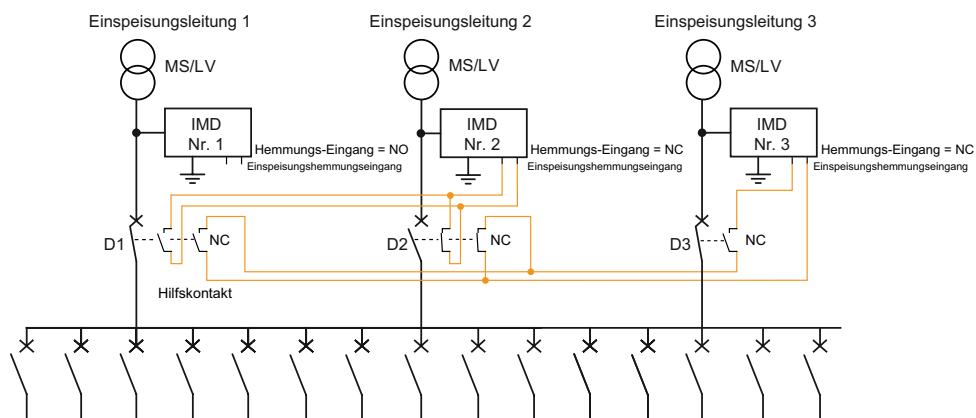 Einspeisungsleitung 1
Einspeisungsleitung 2
Einspeisungsleitung 3
MS/LV
MS/LV
MS/LV
IMD
Nr. 1
Hemmungs-Eingang = NO
Einspeisungshemmungseingang
IMD
Nr. 2
Hemmungs-Eingang = NC
Einspeisungshemmungseingang
IMD
Nr. 3
Hemmungs-Eingang = NC
Einspeisungshemmungseingang
D1
NC
D2
NC
D3
NC
Hilfskontakt